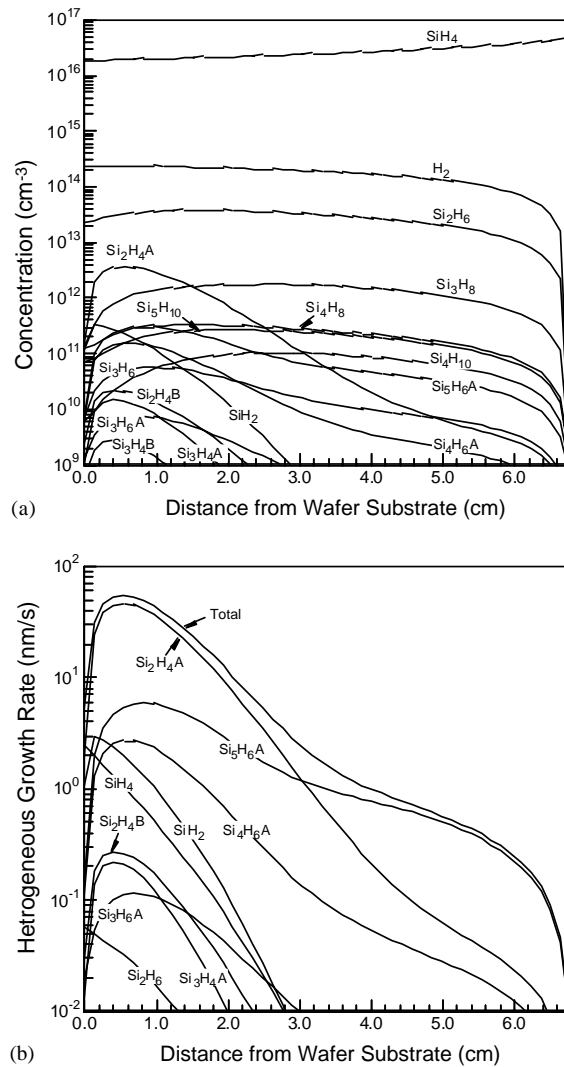 10^17
SiH4
10^16
10^15
H2
10^14
Si2H6
10^13
Si2H4A
Si3H8
10^12
Si5H10
Si4H8
10^11
Si4H10
Si3H6
Si5H6A
Si2H4B
10^10
SiH2
Si3H6A
Si3H4B
Si3H4A
Si4H6A
10^9
0.0 1.0 2.0 3.0 4.0 5.0 6.0
Concentration (cm-3)
(a) Distance from Wafer Substrate (cm)
10^2
Total
Si2H4A
10^1
Si5H6A
SiH4
10^0
Si2H4B
SiH2
Si4H6A
10^-1
Si3H6A
Si2H6
Si3H4A
10^-2
0.0 1.0 2.0 3.0 4.0 5.0 6.0
Hetrogeneous Growth Rate (nm/s)
(b) Distance from Wafer Substrate (cm)